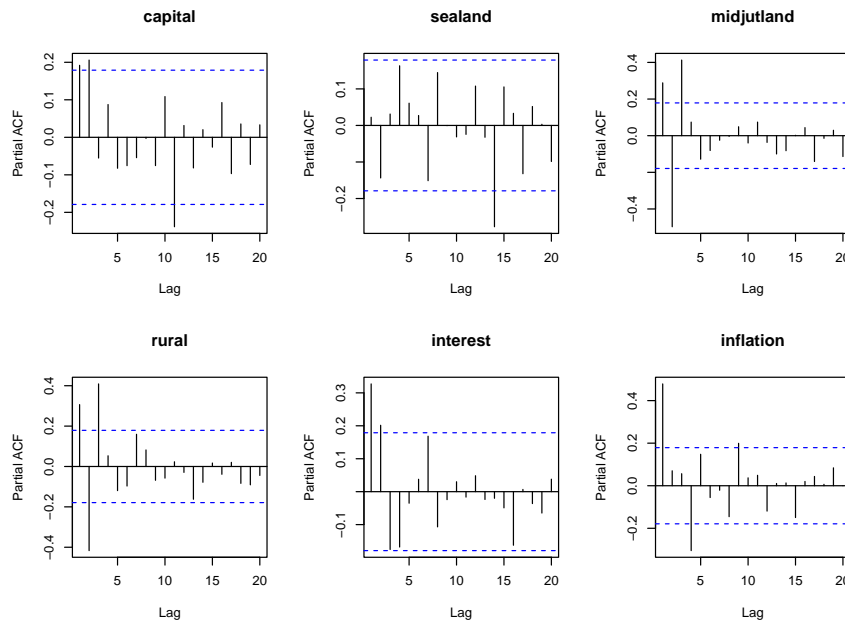 capital
sealand
midjutland
Partial ACF
0.2
0.1
0.0
−0.1
−0.2
5
10
15
20
Lag
Partial ACF
0.1
0.0
−0.2
5
10
15
20
Lag
Partial ACF
0.4
0.2
0.0
−0.4
5
10
15
20
Lag
rural
interest
inflation
Partial ACF
0.4
0.2
0.0
−0.2
−0.4
5
10
15
20
Lag
Partial ACF
0.3
0.1
−0.1
5
10
15
20
Lag
Partial ACF
0.4
0.2
0.0
−0.2
5
10
15
20
Lag